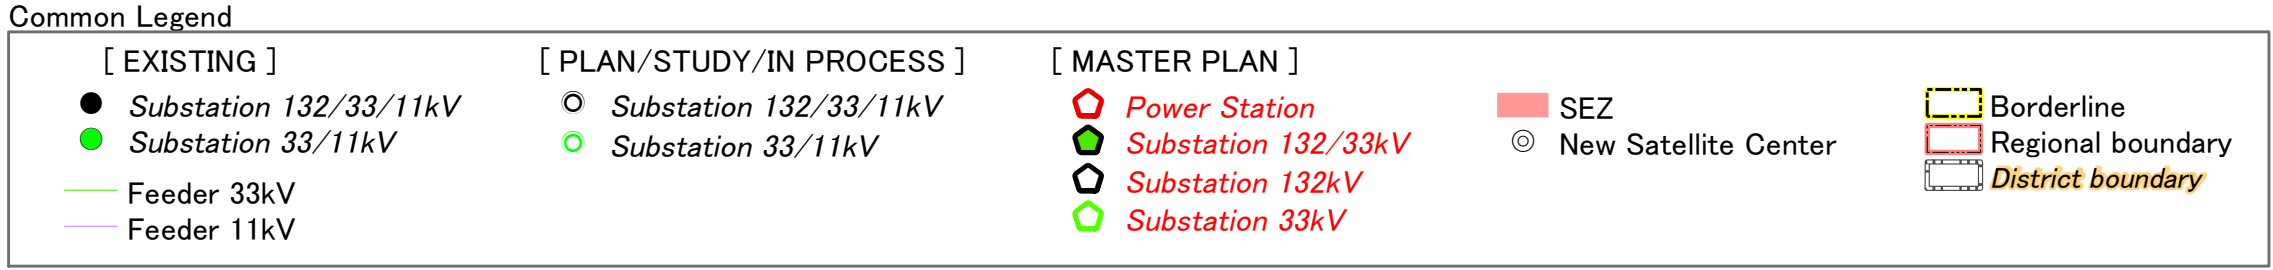 Common Legend
[ EXISTING ]
Substation 132/33/11kV
Substation 33/11kV
Feeder 33kV
Feeder 11kV
[ PLAN/STUDY/IN PROCESS ]
Substation 132/33/11kV
Substation 33/11kV
[ MASTER PLAN ]
Power Station
Substation 132/33kV
Substation 132kV
Substation 33kV
SEZ
New Satellite Center
Borderline
Regional boundary
District boundary